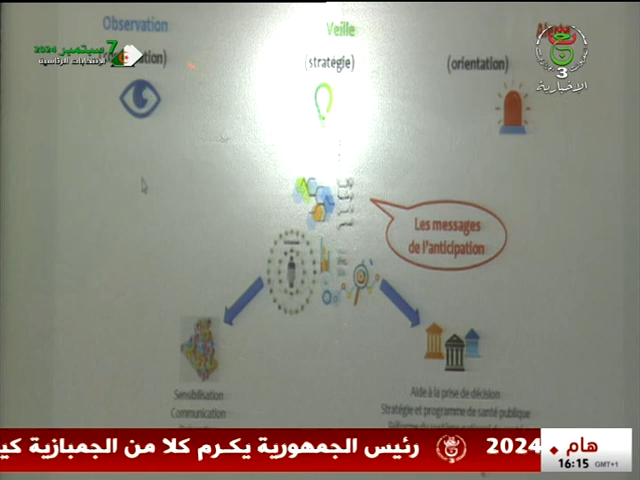 Observation
Veille
7 سبتمبر 2024
الإنتخابات الرئاسية
(stratégie)
(orientation)
3
الإخبارية
Les messages
de l'anticipation
Sensibilisation
Communication
Aide à la prise de décision
Stratégie et programme de santé publique
رئيس الجمهورية يكرم كلا من الجمبازية كي
2024
هام
16:15 GMT+1